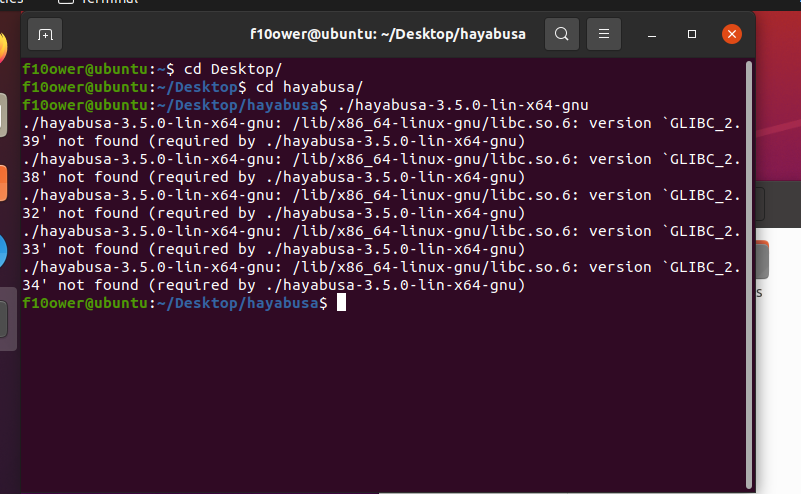 Terminal
f10ower@ubuntu: ~/Desktop/hayabusa
f10ower@ubuntu:~$ cd Desktop/
f10ower@ubuntu:~/Desktop$ cd hayabusa/
f10ower@ubuntu:~/Desktop/hayabusa$ ./hayabusa-3.5.0-lin-x64-gnu
./hayabusa-3.5.0-lin-x64-gnu: /lib/x86_64-linux-gnu/libc.so.6: version `GLIBC_2.
39' not found (required by ./hayabusa-3.5.0-lin-x64-gnu)
./hayabusa-3.5.0-lin-x64-gnu: /lib/x86_64-linux-gnu/libc.so.6: version `GLIBC_2.
38' not found (required by ./hayabusa-3.5.0-lin-x64-gnu)
./hayabusa-3.5.0-lin-x64-gnu: /lib/x86_64-linux-gnu/libc.so.6: version `GLIBC_2.
32' not found (required by ./hayabusa-3.5.0-lin-x64-gnu)
./hayabusa-3.5.0-lin-x64-gnu: /lib/x86_64-linux-gnu/libc.so.6: version `GLIBC_2.
33' not found (required by ./hayabusa-3.5.0-lin-x64-gnu)
./hayabusa-3.5.0-lin-x64-gnu: /lib/x86_64-linux-gnu/libc.so.6: version `GLIBC_2.
34' not found (required by ./hayabusa-3.5.0-lin-x64-gnu)
f10ower@ubuntu:~/Desktop/hayabusa$